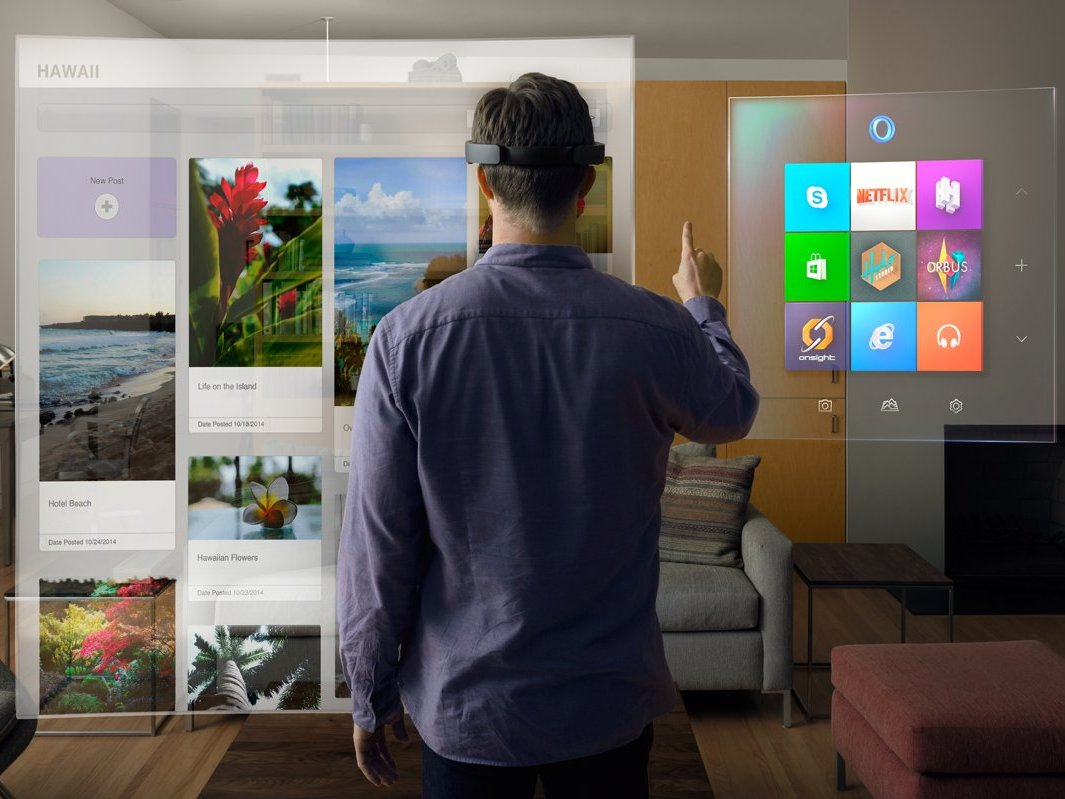 HAWAII
New Post
Life on the Island
Date Posted 10/18/2014
Hotel Beach
Date Posted 10/24/2014
Hawaiian Flowers
Date Posted 10/23/2014
NETFLIX
ORBUS
onsight